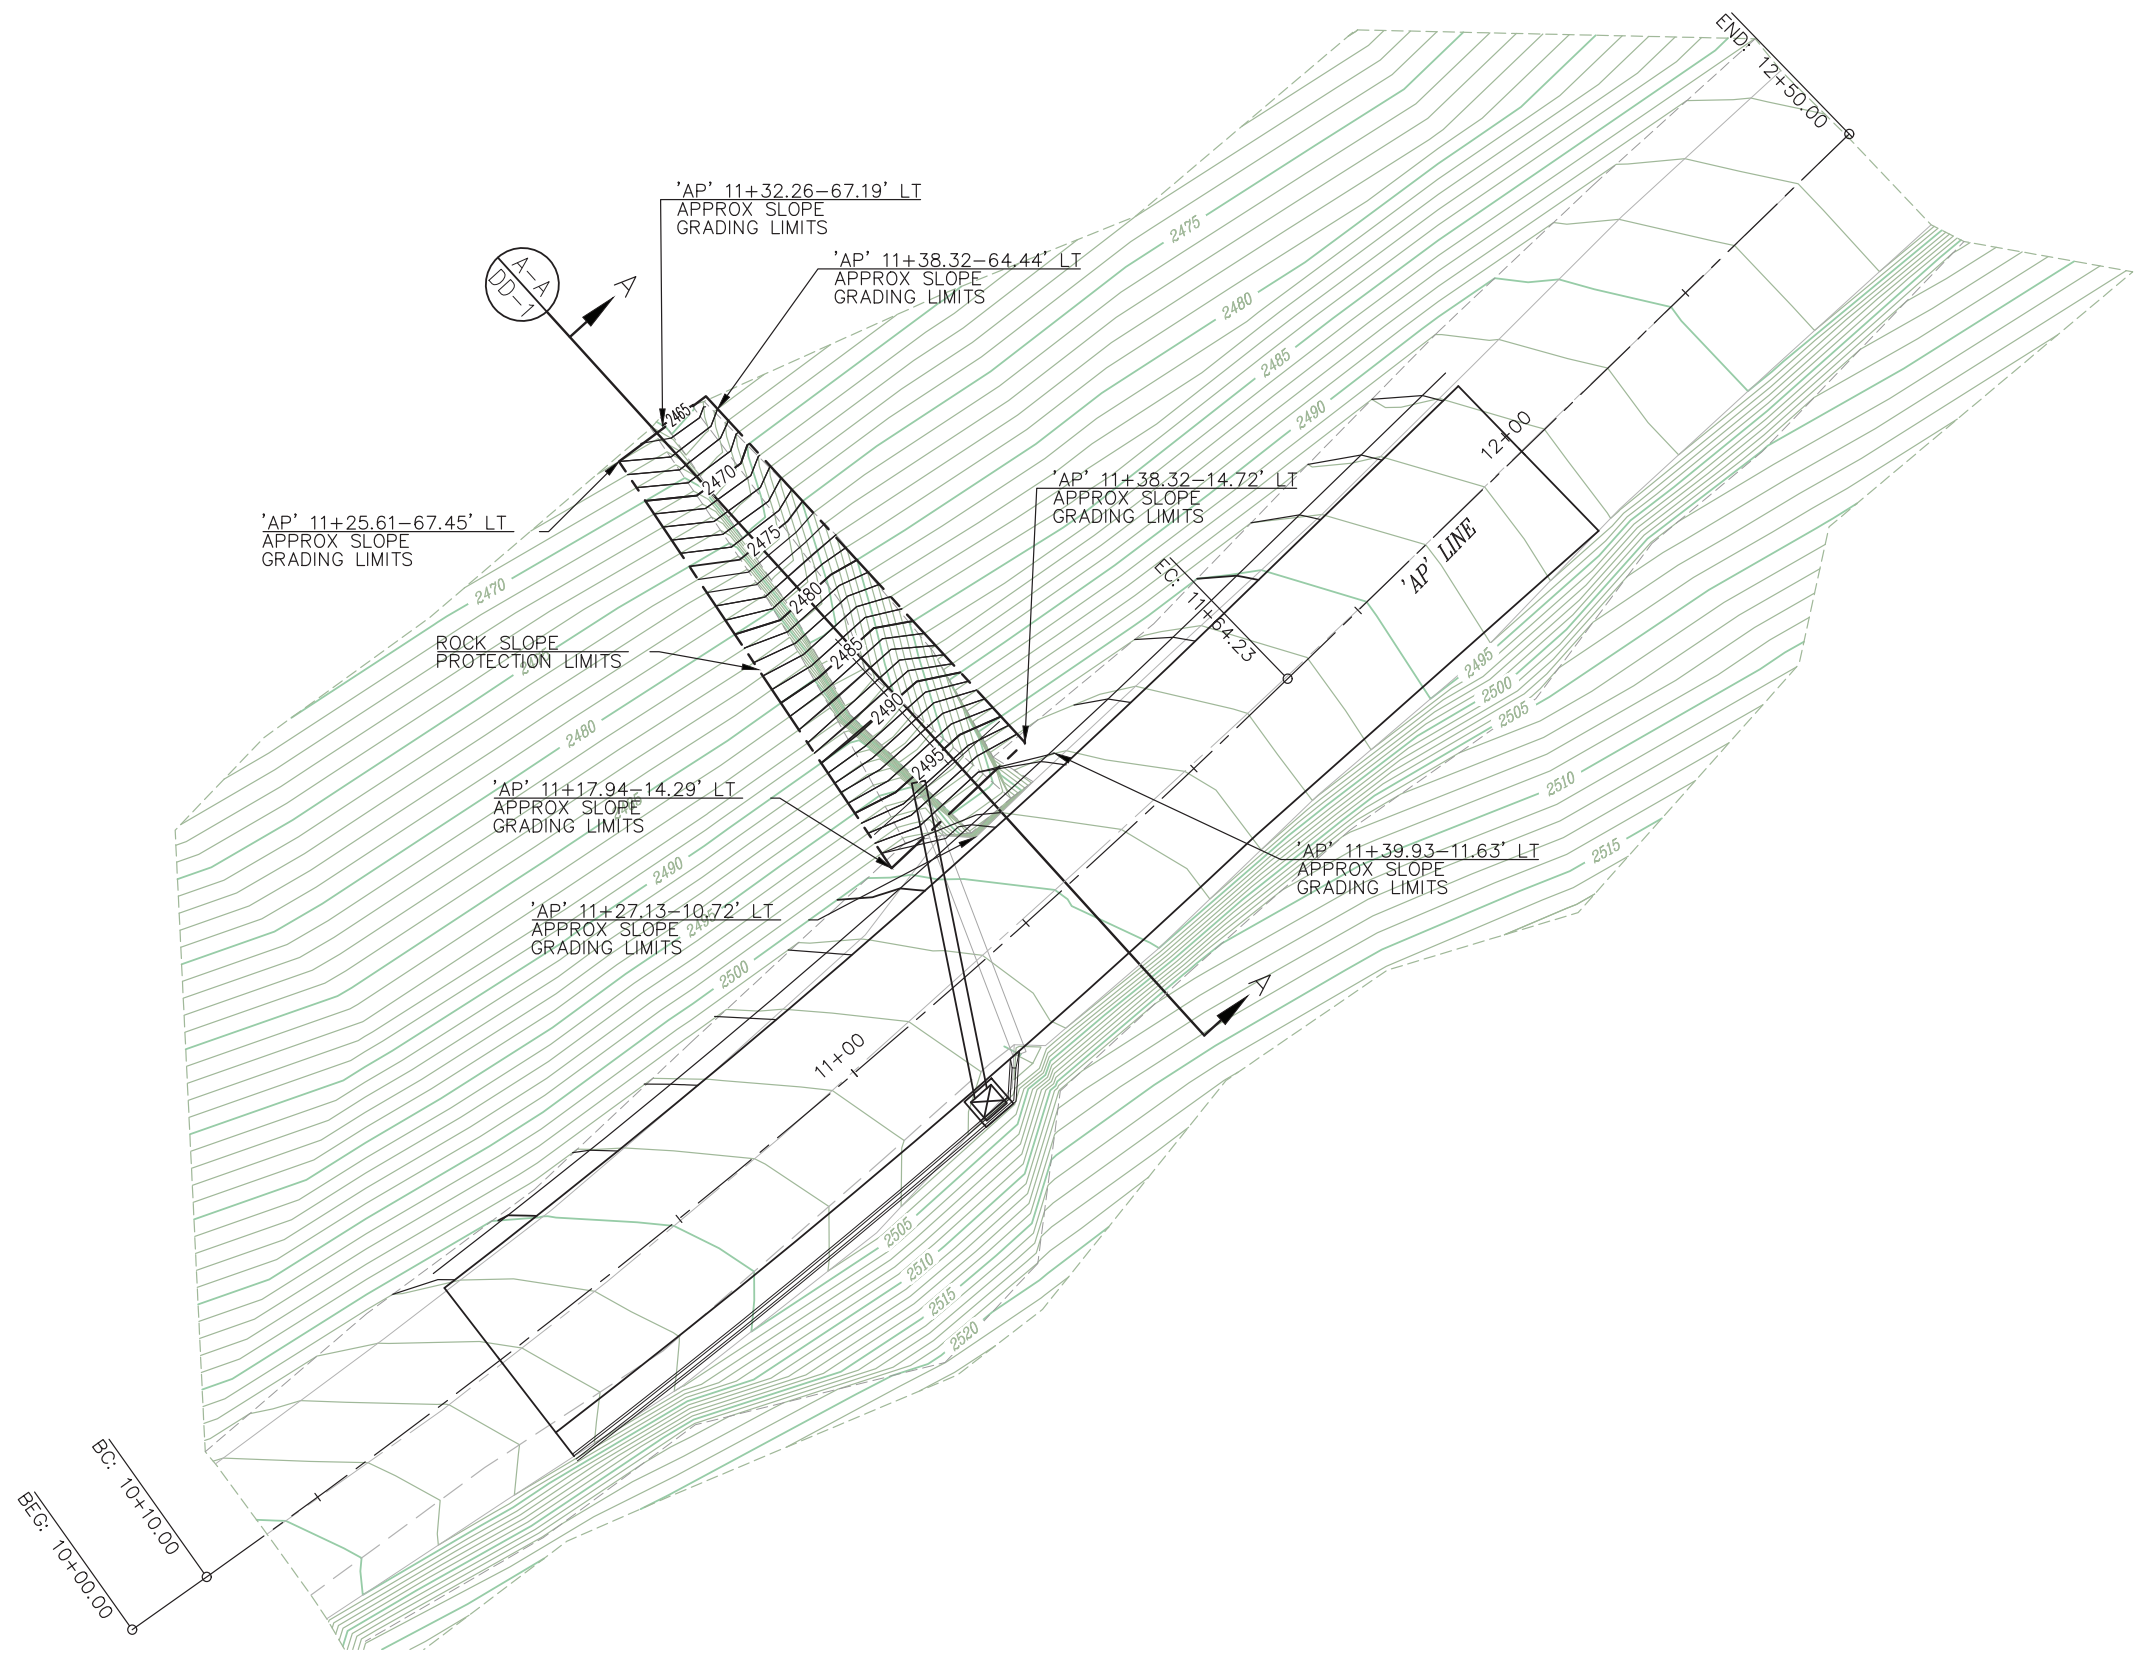 END: 12+50.00
'AP' 11+32.26-67.19' LT
APPROX SLOPE
GRADING LIMITS
2475
A-A
DD-1
A
'AP' 11+38.32-64.44' LT
APPROX SLOPE
GRADING LIMITS
2480
2485
2465
2490
12+00
2470
'AP' 11+38.32-14.72' LT
APPROX SLOPE
GRADING LIMITS
'AP' 11+25.61-67.45' LT
APPROX SLOPE
GRADING LIMITS
2475
'AP' LINE
EC: 11+64.23
2470
2480
ROCK SLOPE
PROTECTION LIMITS
2485
2495
2500
2490
2505
2480
2495
2510
'AP' 11+17.94-14.29' LT
APPROX SLOPE
GRADING LIMITS
2515
'AP' 11+39.93-11.63' LT
APPROX SLOPE
GRADING LIMITS
2490
'AP' 11+27.13-10.72' LT
APPROX SLOPE
GRADING LIMITS
2495
2500
A
11+00
2505
2510
2515
2520
BC: 10+10.00
BEG: 10+00.00